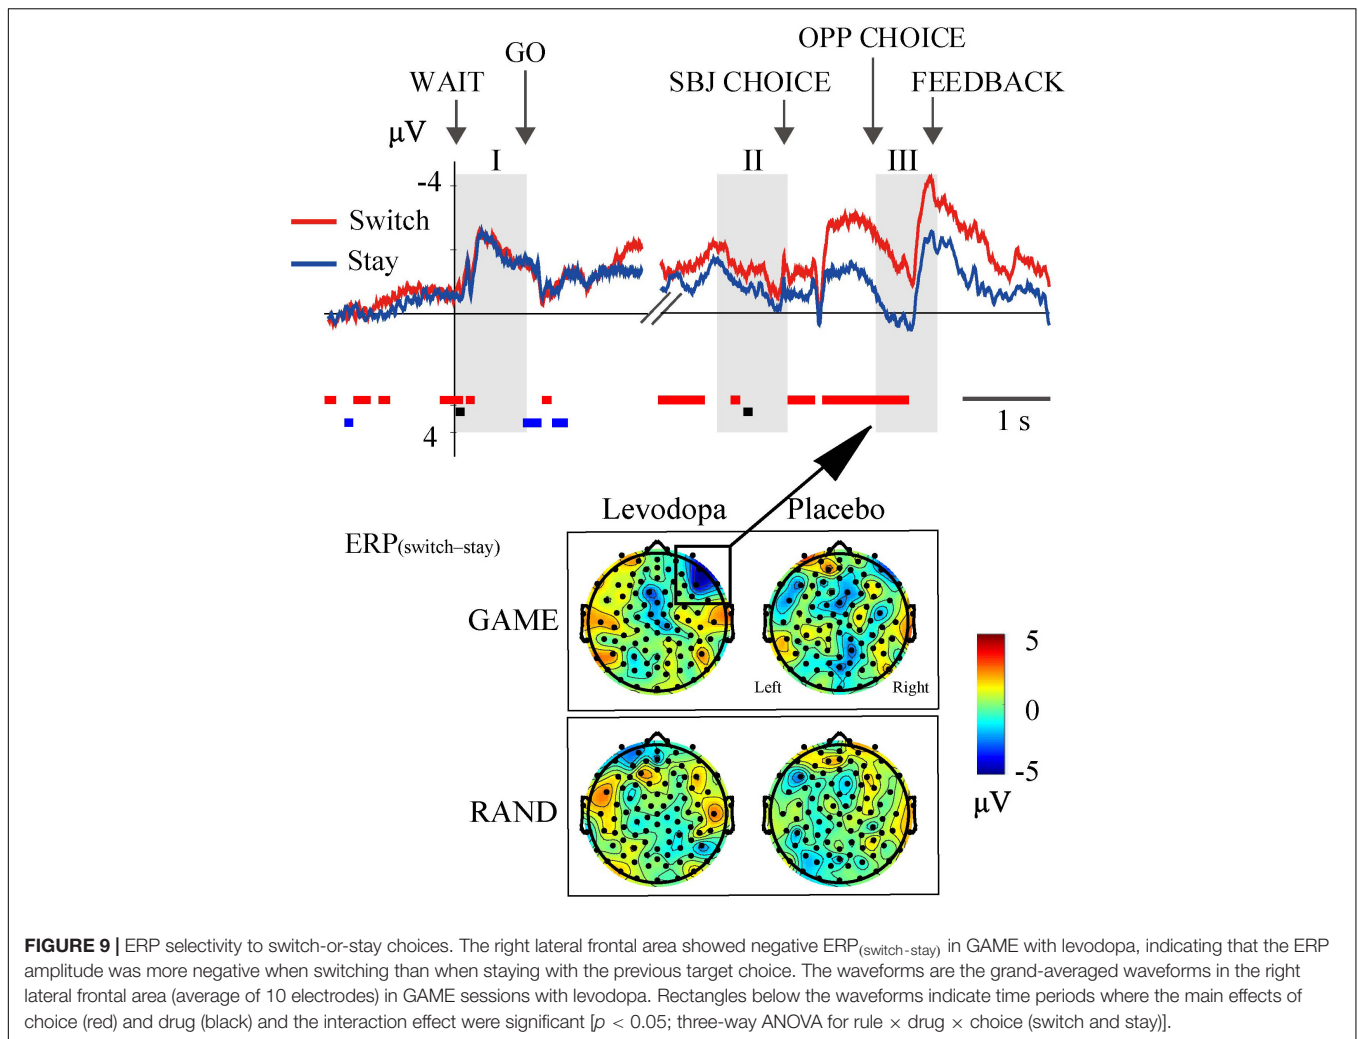 OPP CHOICE
GO
WAIT
SBJ CHOICE
FEEDBACK
μV
I
II
III
-4
Switch
Stay
4
1 s
Levodopa
Placebo
ERP(switch–stay)
GAME
Left
Right
5
0
-5
μV
RAND
FIGURE 9 | ERP selectivity to switch-or-stay choices. The right lateral frontal area showed negative ERP(switch-stay) in GAME with levodopa, indicating that the ERP
amplitude was more negative when switching than when staying with the previous target choice. The waveforms are the grand-averaged waveforms in the right
lateral frontal area (average of 10 electrodes) in GAME sessions with levodopa. Rectangles below the waveforms indicate time periods where the main effects of
choice (red) and drug (black) and the interaction effect were significant [p < 0.05; three-way ANOVA for rule × drug × choice (switch and stay)].